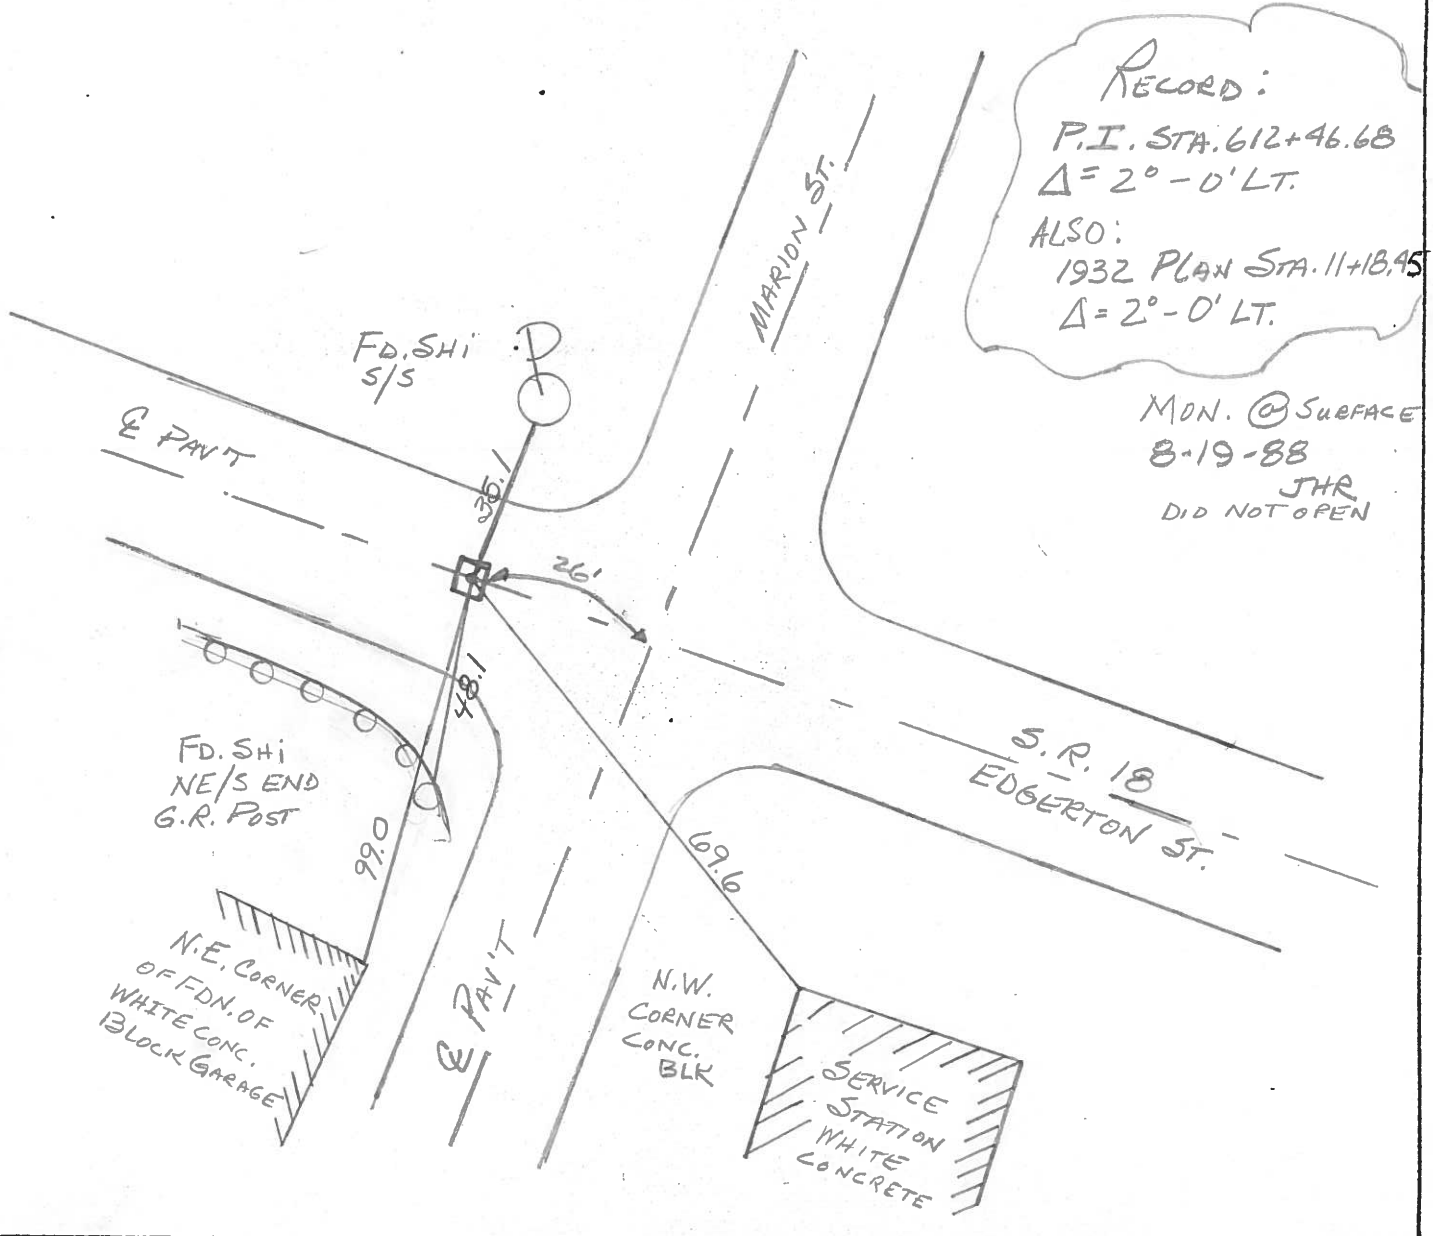 RECORD:
P.I. STA. 612+46.68
Δ = 2° - 0' LT.
ALSO:
1932 PLAN STA. 11+18.45
Δ = 2° - 0' LT.
MON. @ SURFACE
8-19-88
JHR
DID NOT OPEN
MARION ST.
FD. SHi
S/S
℄ PAV'T
35.1
26'
48.1
FD. SHi
NE/S END
G.R. POST
S.R. 18
EDGERTON ST.
99.0
69.6
N.E. CORNER
OF FDN. OF
WHITE CONC.
BLOCK GARAGE
℄ PAV'T
N.W.
CORNER
CONC.
BLK
SERVICE
STATION
WHITE
CONCRETE